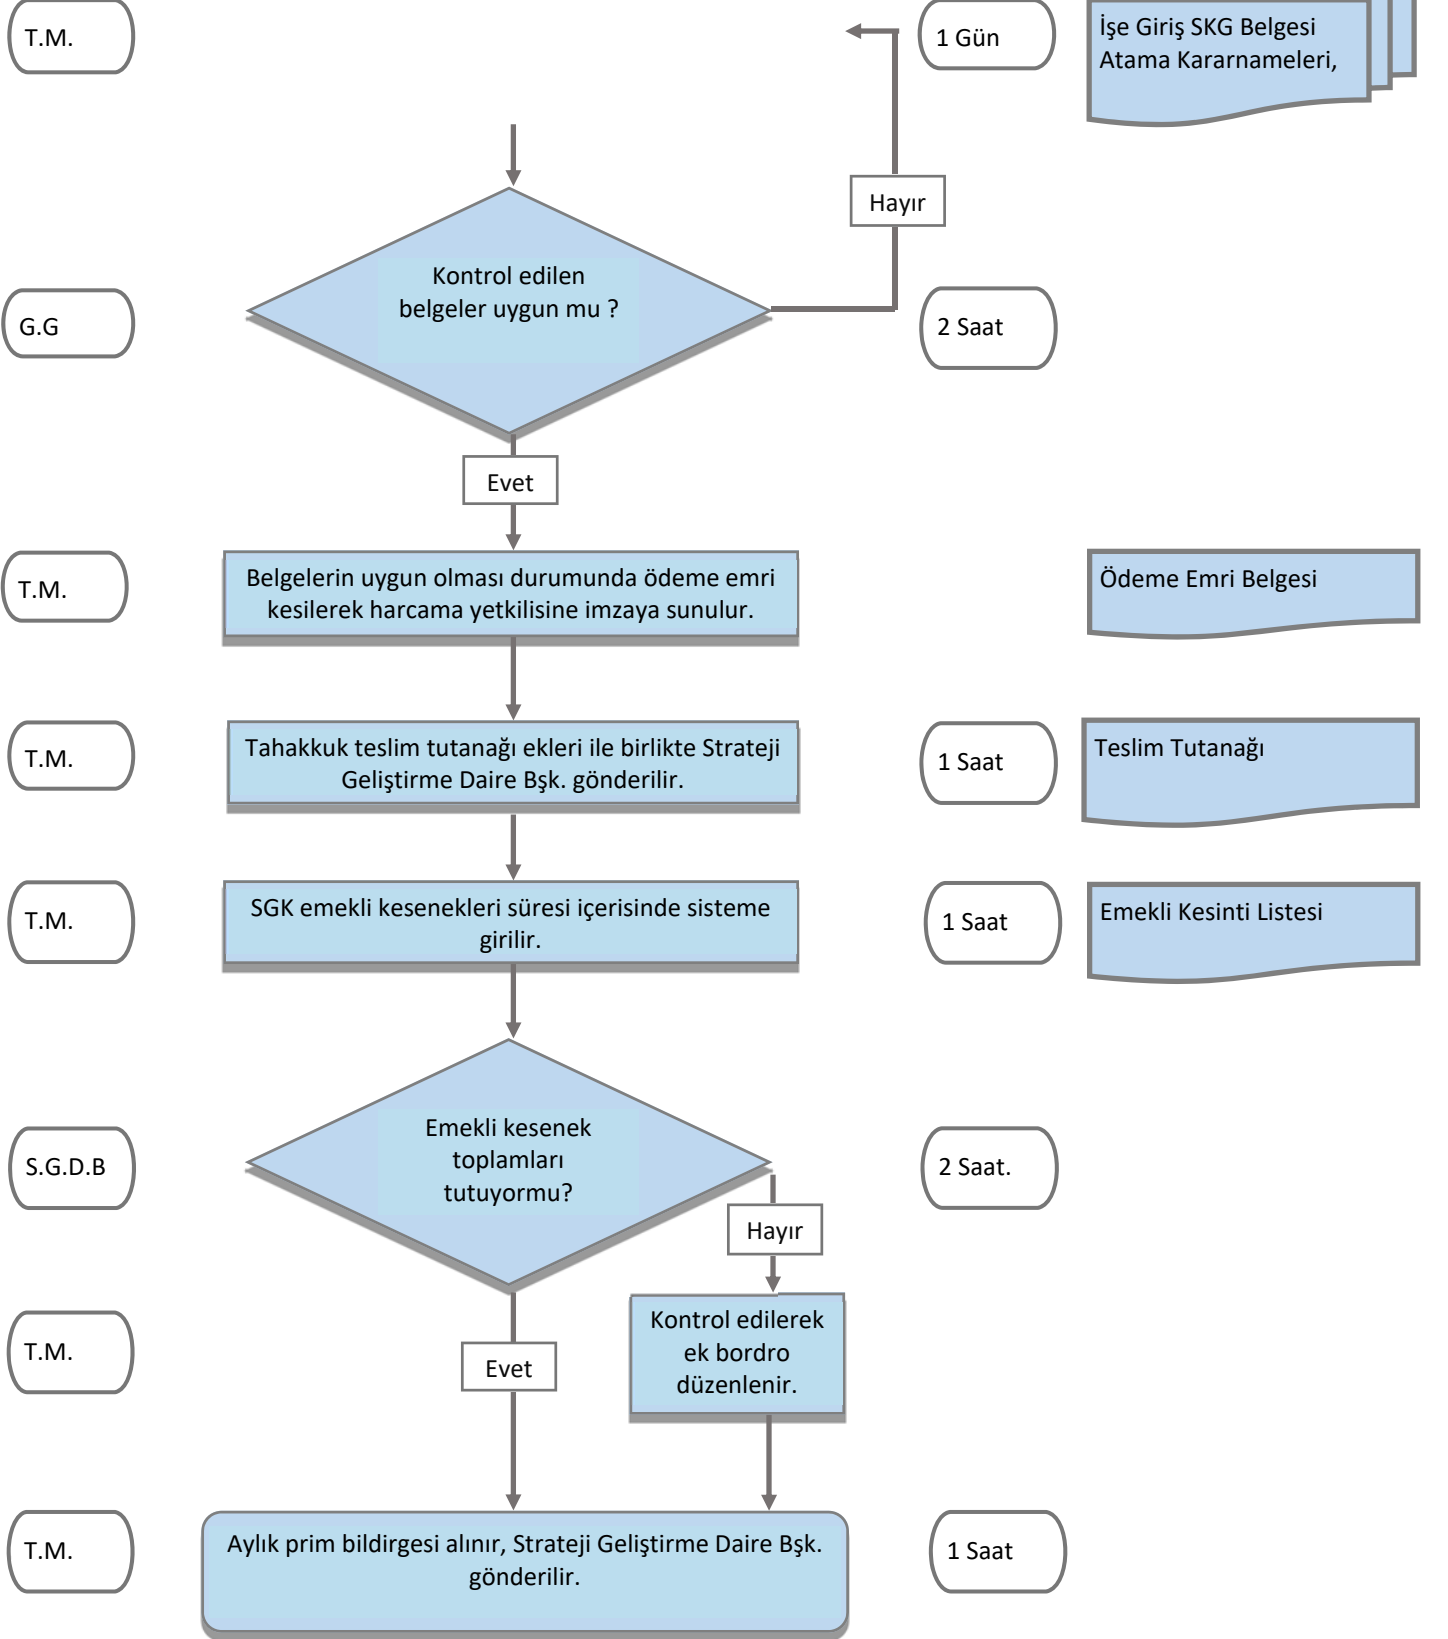 T.M.
1 Gün
İşe Giriş SKG Belgesi
Atama Kararnameleri,
Hayır
Kontrol edilen
belgeler uygun mu ?
G.G
2 Saat
Evet
T.M.
Belgelerin uygun olması durumunda ödeme emri
kesilerek harcama yetkilisine imzaya sunulur.
Ödeme Emri Belgesi
T.M.
Tahakkuk teslim tutanağı ekleri ile birlikte Strateji
Geliştirme Daire Bşk. gönderilir.
1 Saat
Teslim Tutanağı
T.M.
SGK emekli kesenekleri süresi içerisinde sisteme
girilir.
1 Saat
Emekli Kesinti Listesi
S.G.D.B
Emekli kesenek
toplamları
tutuyormu?
2 Saat.
Hayır
T.M.
Evet
Kontrol edilerek
ek bordro
düzenlenir.
T.M.
Aylık prim bildirgesi alınır, Strateji Geliştirme Daire Bşk.
gönderilir.
1 Saat